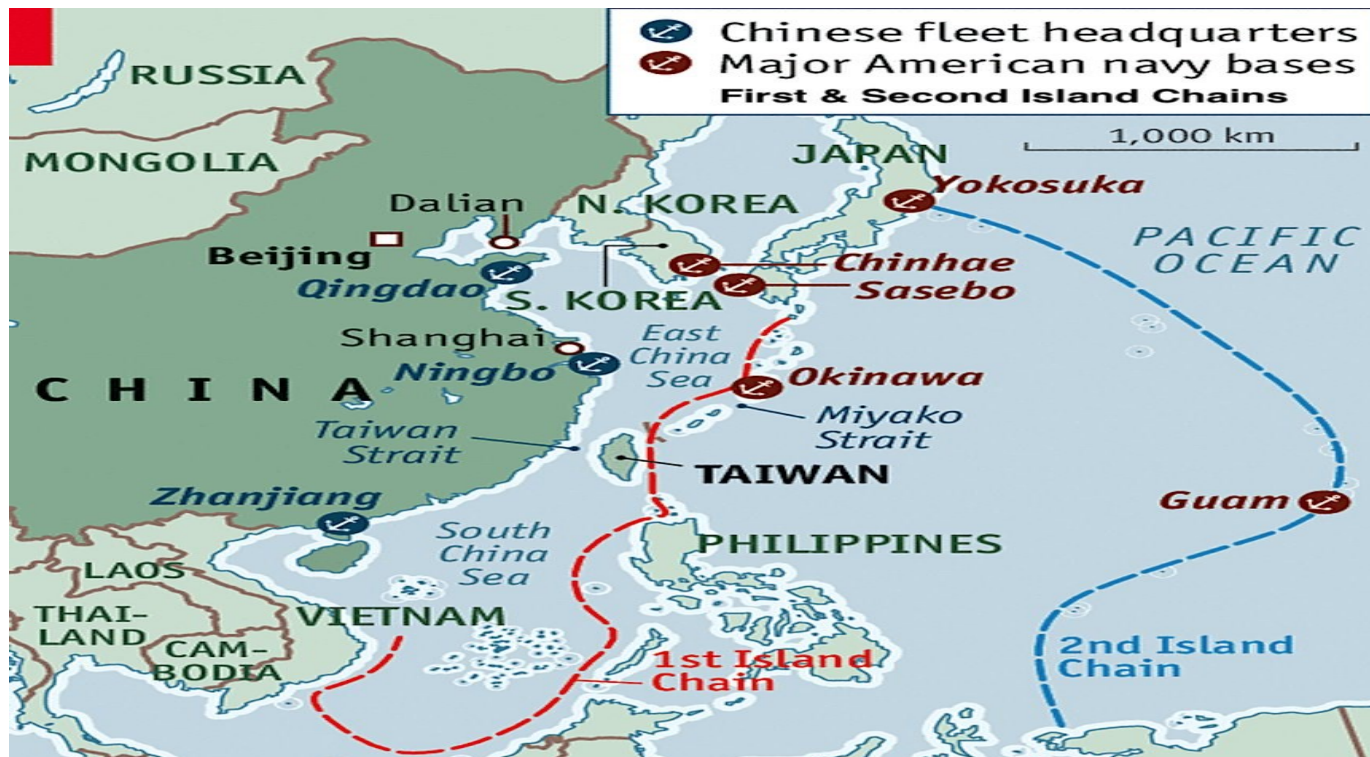 Chinese fleet headquarters
Major American navy bases
First & Second Island Chains
1,000 km
RUSSIA
MONGOLIA
JAPAN
Yokosuka
Dalian
N. KOREA
Beijing
PACIFIC
OCEAN
Qingdao
Chinhae
S. KOREA
Sasebo
Shanghai
East
China
Sea
Ningbo
CHINA
Okinawa
Miyako
Strait
Taiwan
Strait
TAIWAN
Zhanjiang
Guam
South
China
Sea
PHILIPPINES
LAOS
THAI-
LAND
VIETNAM
CAM-
BODIA
1st Island
Chain
2nd Island
Chain